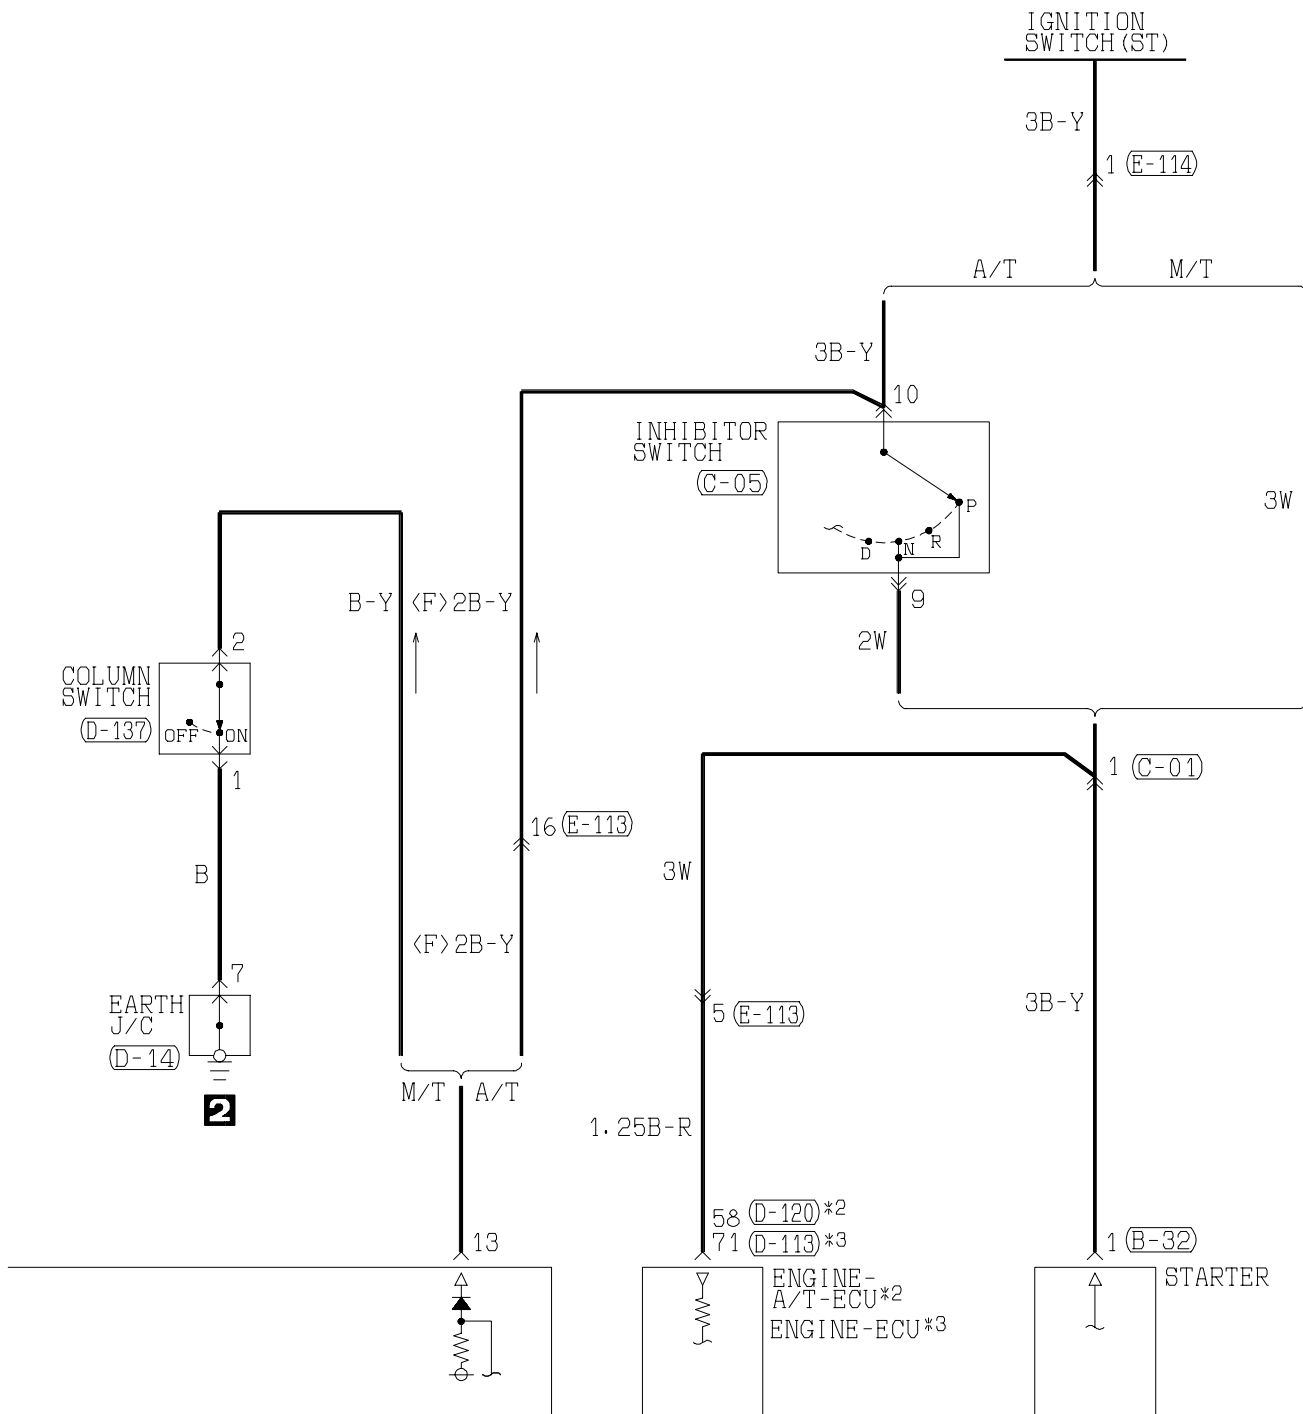 IGNITION
SWITCH(ST)
3B-Y
1 (E-114)
A/T
M/T
3B-Y
10
INHIBITOR
SWITCH
(C-05)
P
R
N
D
3W
9
2W
B-Y
<F>2B-Y
2
COLUMN
SWITCH
(D-137)
OFF
ON
1
1 (C-01)
16 (E-113)
3W
B
<F>2B-Y
7
EARTH
J/C
(D-14)
2
5 (E-113)
3B-Y
M/T
A/T
1.25B-R
13
58 (D-120)*2
71 (D-113)*3
1 (B-32)
ENGINE-
A/T-ECU*2
ENGINE-ECU*3
STARTER